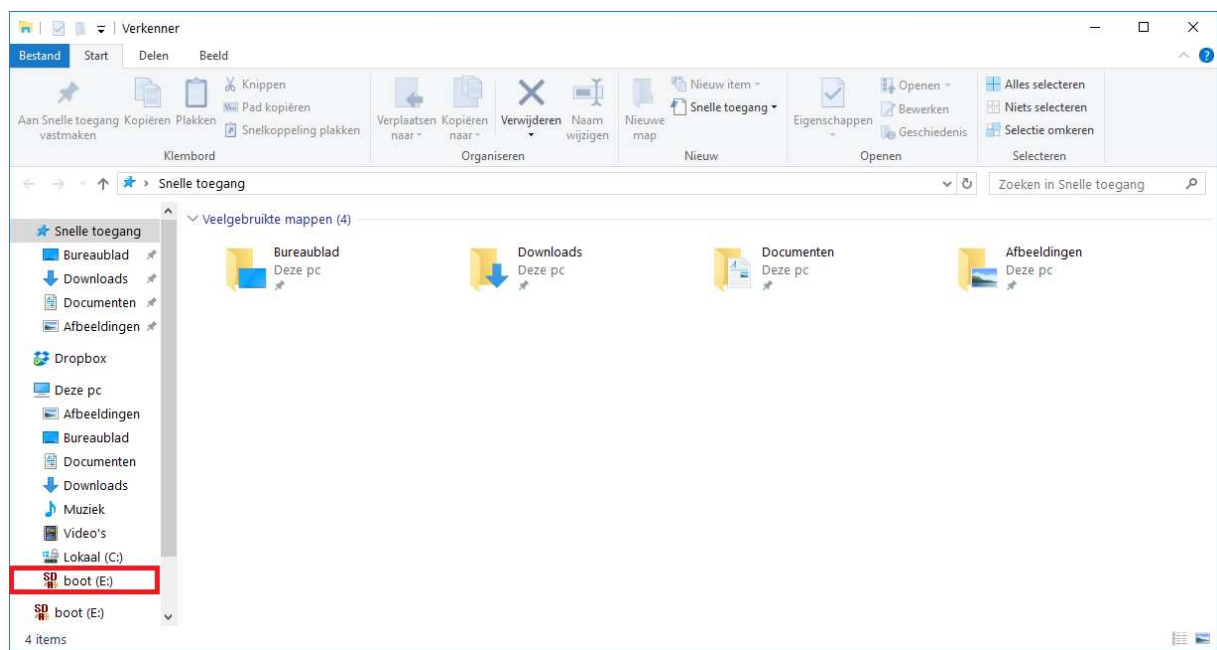 Verkenner
Bestand Start Delen Beeld
Aan Snelle toegang vastmaken
Kopiëren
Plakken
Knippen
Pad kopiëren
Snelkoppeling plakken
Klembord
Verplaatsen naar
Kopiëren naar
Verwijderen
Naam wijzigen
Organiseren
Nieuwe map
Nieuw item
Snelle toegang
Nieuw
Eigenschappen
Openen
Bewerken
Geschiedenis
Openen
Alles selecteren
Niets selecteren
Selectie omkeren
Selecteren
Snelle toegang
Zoeken in Snelle toegang
Snelle toegang
Bureaublad
Downloads
Documenten
Afbeeldingen
Dropbox
Deze pc
Afbeeldingen
Bureaublad
Documenten
Downloads
Muziek
Video's
Lokaal (C:)
SD boot (E:)
SD boot (E:)
Veelgebruikte mappen (4)
Bureaublad
Deze pc
Downloads
Deze pc
Documenten
Deze pc
Afbeeldingen
Deze pc
4 items